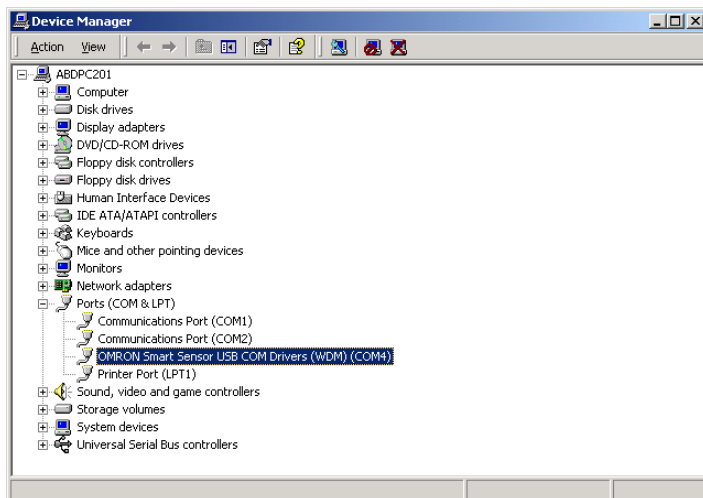 Device Manager
Action View
ABDPC201
Computer
Disk drives
Display adapters
DVD/CD-ROM drives
Floppy disk controllers
Floppy disk drives
Human Interface Devices
IDE ATA/ATAPI controllers
Keyboards
Mice and other pointing devices
Monitors
Network adapters
Ports (COM & LPT)
Communications Port (COM1)
Communications Port (COM2)
OMRON Smart Sensor USB COM Drivers (WDM) (COM4)
Printer Port (LPT1)
Sound, video and game controllers
Storage volumes
System devices
Universal Serial Bus controllers